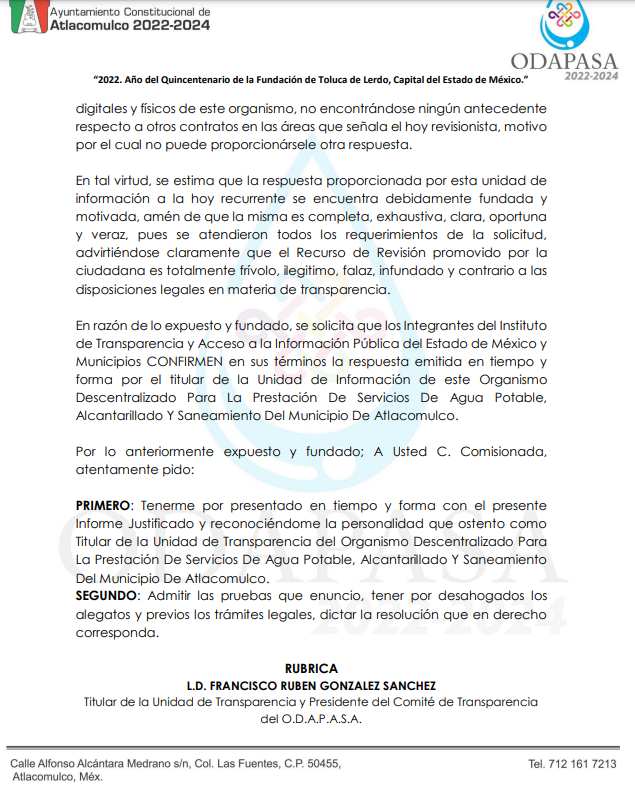 Ayuntamiento Constitucional de
Atlacomulco 2022-2024
ODAPASA
2022-2024
“2022. Año del Quincentenario de la Fundación de Toluca de Lerdo, Capital del Estado de México.”
digitales y físicos de este organismo, no encontrándose ningún antecedente
respecto a otros contratos en las áreas que señala el hoy revisionista, motivo
por el cual no puede proporcionársele otra respuesta.
En tal virtud, se estima que la respuesta proporcionada por esta unidad de
información a la hoy recurrente se encuentra debidamente fundada y
motivada, amén de que la misma es completa, exhaustiva, clara, oportuna
y veraz, pues se atendieron todos los requerimientos de la solicitud,
advirtiéndose claramente que el Recurso de Revisión promovido por la
ciudadana es totalmente frívolo, ilegitimo, falaz, infundado y contrario a las
disposiciones legales en materia de transparencia.
En razón de lo expuesto y fundado, se solicita que los Integrantes del Instituto
de Transparencia y Acceso a la Información Pública del Estado de México y
Municipios CONFIRMEN en sus términos la respuesta emitida en tiempo y
forma por el titular de la Unidad de Información de este Organismo
Descentralizado Para La Prestación De Servicios De Agua Potable,
Alcantarillado Y Saneamiento Del Municipio De Atlacomulco.
Por lo anteriormente expuesto y fundado; A Usted C. Comisionada,
atentamente pido:
PRIMERO: Tenerme por presentado en tiempo y forma con el presente
Informe Justificado y reconociéndome la personalidad que ostento como
Titular de la Unidad de Transparencia del Organismo Descentralizado Para
La Prestación De Servicios De Agua Potable, Alcantarillado Y Saneamiento
Del Municipio De Atlacomulco.
SEGUNDO: Admitir las pruebas que enuncio, tener por desahogados los
alegatos y previos los trámites legales, dictar la resolución que en derecho
corresponda.
ODAPASA
2022-2024
RUBRICA
L.D. FRANCISCO RUBEN GONZALEZ SANCHEZ
Titular de la Unidad de Transparencia y Presidente del Comité de Transparencia
del O.D.A.P.A.S.A.
Calle Alfonso Alcántara Medrano s/n, Col. Las Fuentes, C.P. 50455,
Atlacomulco, Méx.
Tel. 712 161 7213